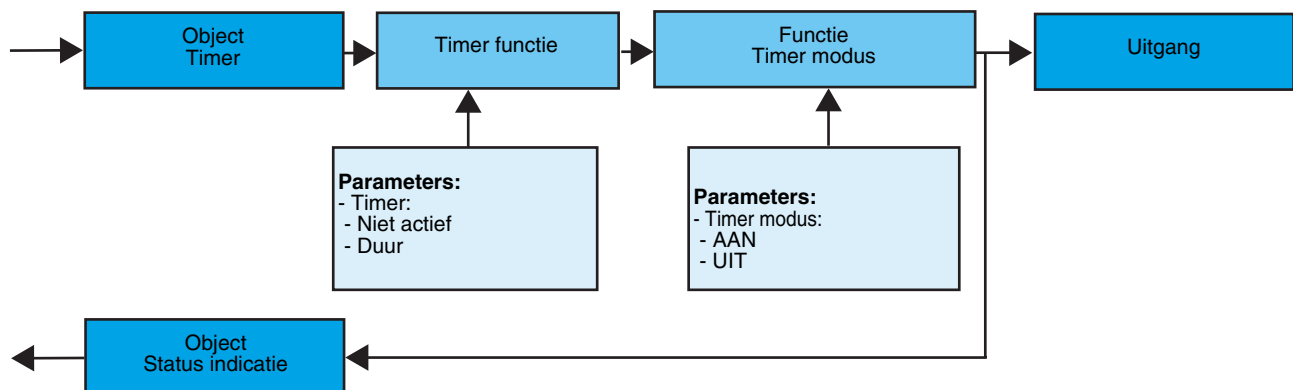 Object
Timer
Timer functie
Functie
Timer modus
Uitgang
Parameters:
- Timer:
- Niet actief
- Duur
Parameters:
- Timer modus:
- AAN
- UIT
Object
Status indicatie